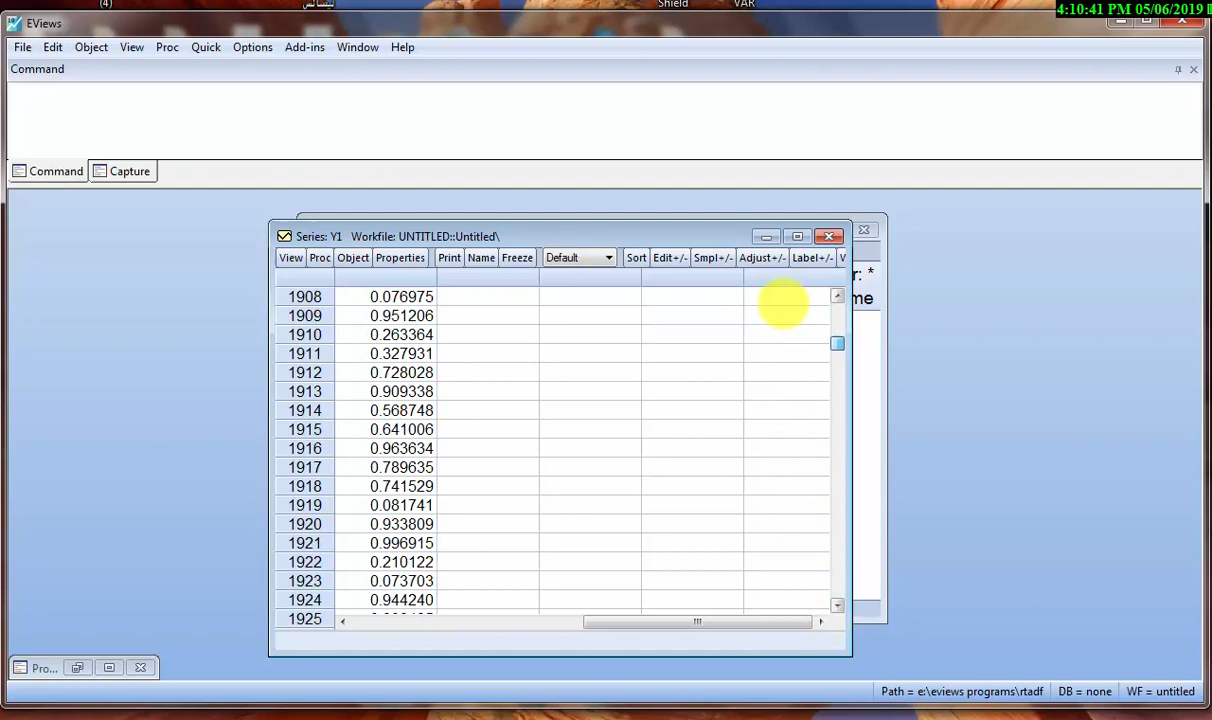 (4)
بيسانس
Shield
VAR
4:10:41 PM 05/06/2019
EViews
File Edit Object View Proc Quick Options Add-ins Window Help
Command
Command Capture
Series: Y1 Workfile: UNTITLED::Untitled\
View Proc Object Properties Print Name Freeze Default Sort Edit+/- Smpl+/- Adjust+/- Label+/-
1908 0.076975
1909 0.951206
1910 0.263364
1911 0.327931
1912 0.728028
1913 0.909338
1914 0.568748
1915 0.641006
1916 0.963634
1917 0.789635
1918 0.741529
1919 0.081741
1920 0.933809
1921 0.996915
1922 0.210122
1923 0.073703
1924 0.944240
1925
Pro...
Path = e:\eviews programs\rtadf DB = none WF = untitled